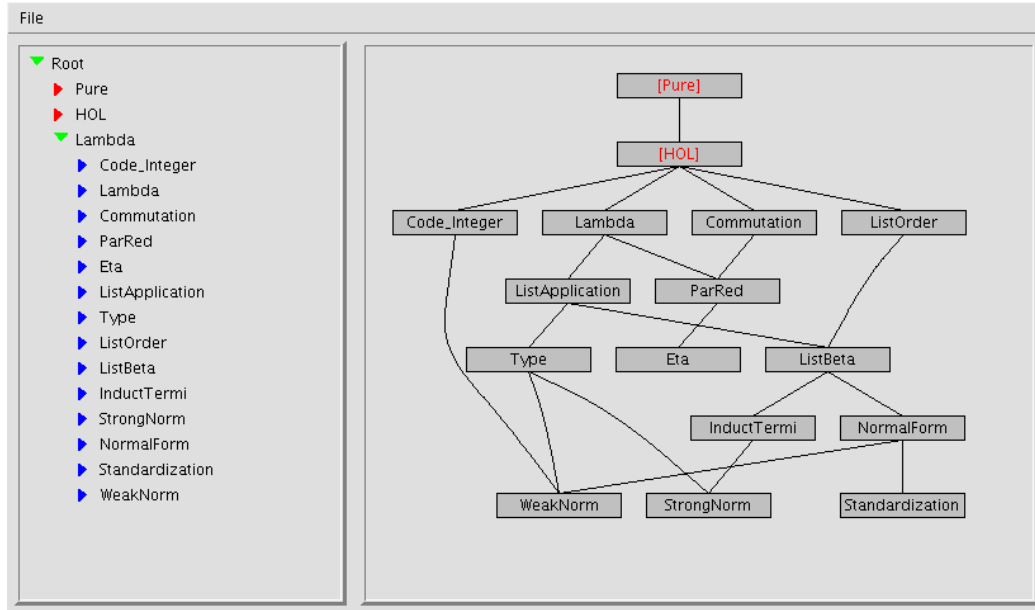 File
Root
Pure
HOL
Lambda
Code_Integer
Lambda
Commutation
ParRed
Eta
ListApplication
Type
ListOrder
ListBeta
InductTermi
StrongNorm
NormalForm
Standardization
WeakNorm
[Pure]
[HOL]
Code_Integer Lambda Commutation ListOrder
ListApplication ParRed
Type Eta ListBeta
InductTermi NormalForm
WeakNorm StrongNorm Standardization